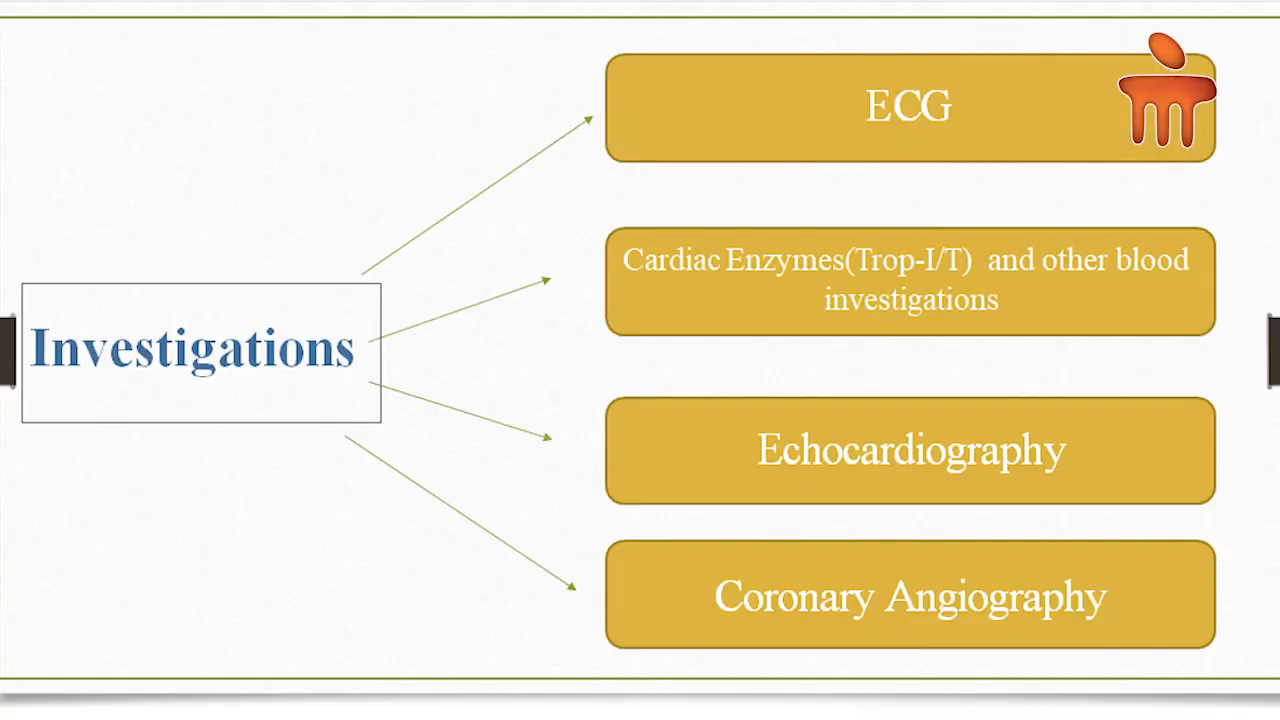 ECG
Cardiac Enzymes(Trop-I/T) and other blood
investigations
Investigations
Echocardiography
Coronary Angiography